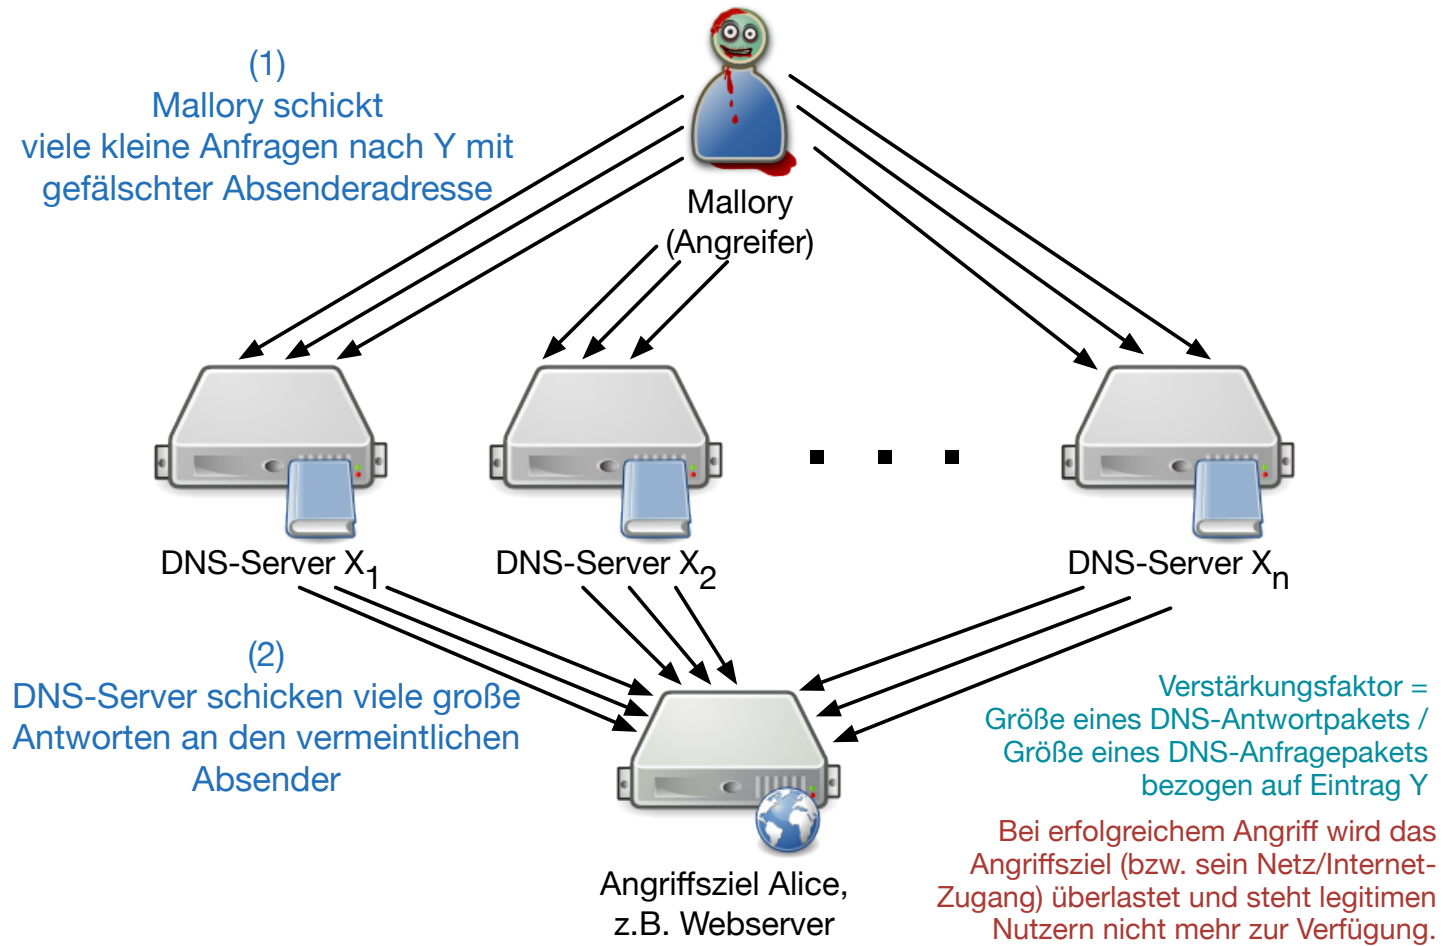 (1)
Mallory schickt
viele kleine Anfragen nach Y mit
gefälschter Absenderadresse
Mallory
(Angreifer)
DNS-Server X1
DNS-Server X2
DNS-Server Xn
(2)
DNS-Server schicken viele große
Antworten an den vermeintlichen
Absender
Angriffsziel Alice,
z.B. Webserver
Verstärkungsfaktor =
Größe eines DNS-Antwortpakets /
Größe eines DNS-Anfragepakets
bezogen auf Eintrag Y
Bei erfolgreichem Angriff wird das
Angriffsziel (bzw. sein Netz/Internet-
Zugang) überlastet und steht legitimen
Nutzern nicht mehr zur Verfügung.